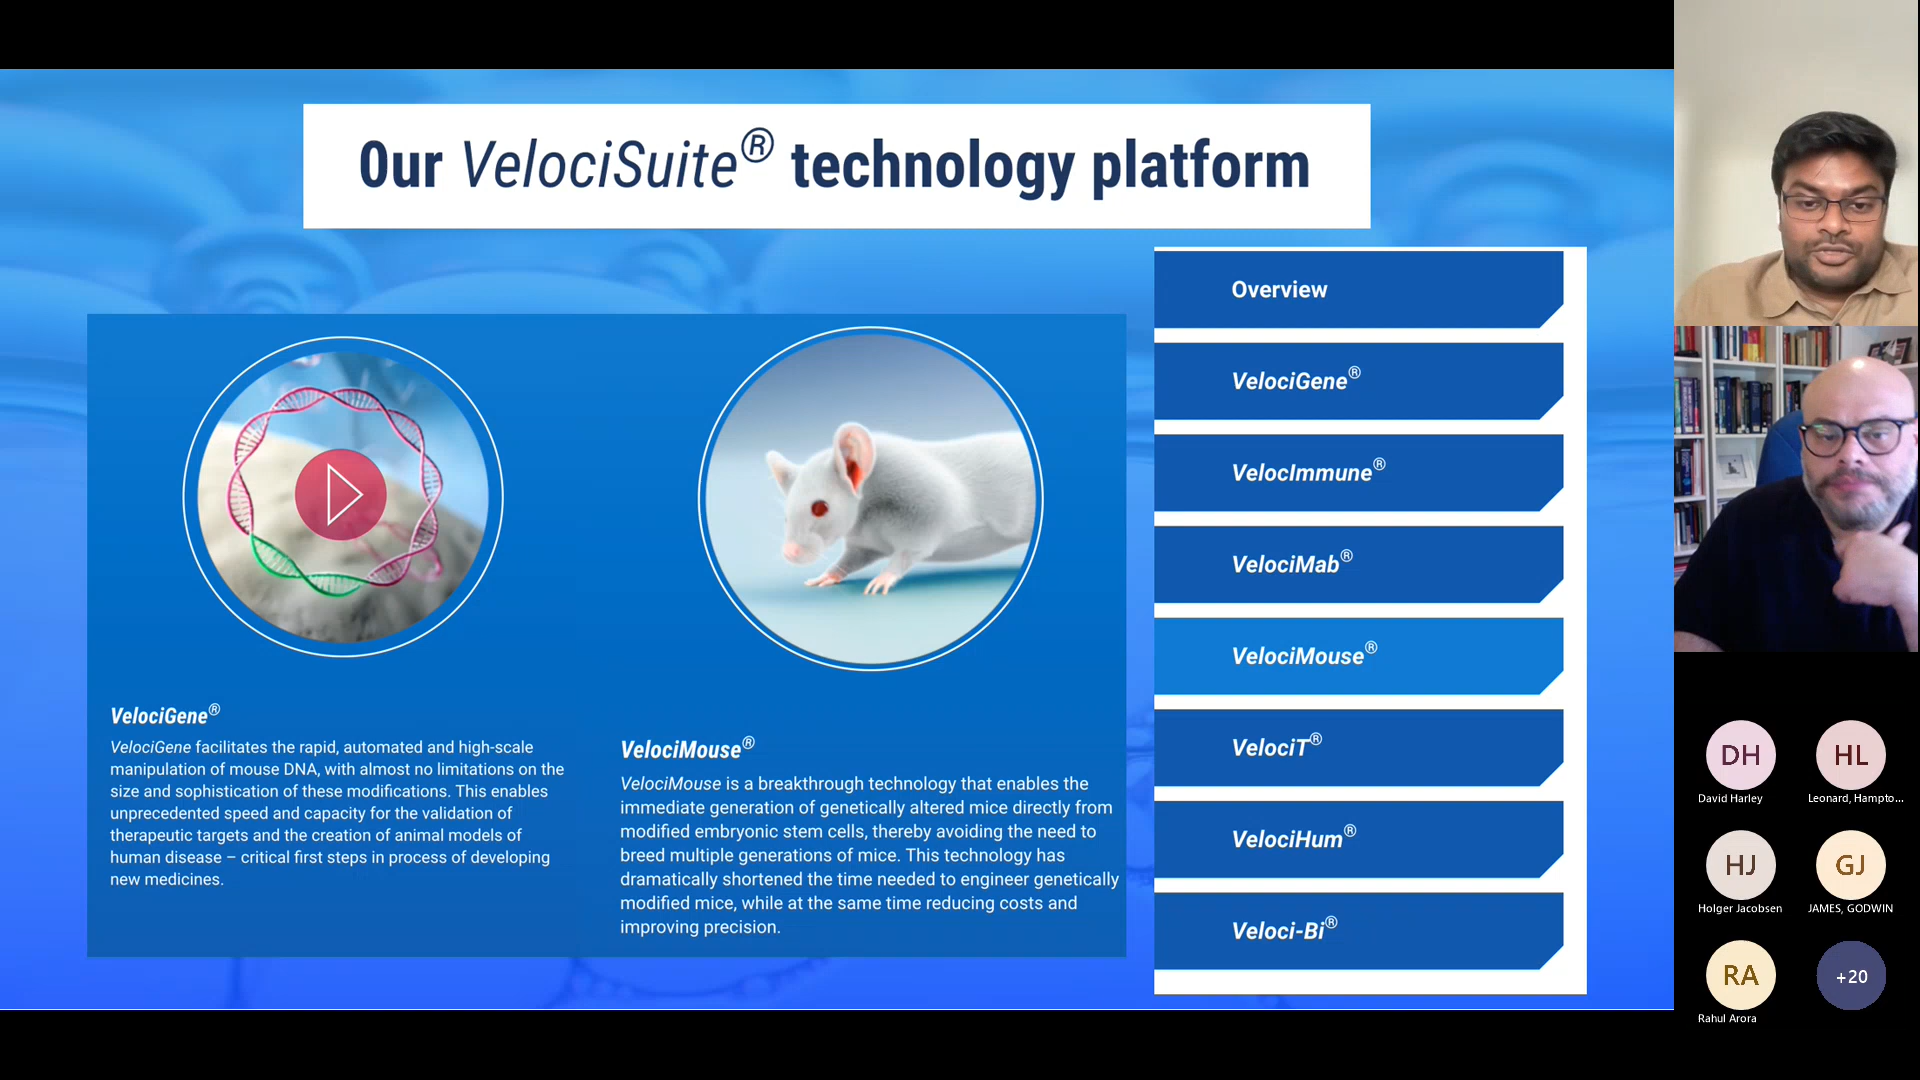 Our VelociSuite® technology platform
VelociGene®
VelociGene facilitates the rapid, automated and high-scale
manipulation of mouse DNA, with almost no limitations on the
size and sophistication of these modifications. This enables
unprecedented speed and capacity for the validation of
therapeutic targets and the creation of animal models of
human disease – critical first steps in process of developing
new medicines.
VelociMouse®
VelociMouse is a breakthrough technology that enables the
immediate generation of genetically altered mice directly from
modified embryonic stem cells, thereby avoiding the need to
breed multiple generations of mice. This technology has
dramatically shortened the time needed to engineer genetically
modified mice, while at the same time reducing costs and
improving precision.
Overview
VelociGene®
VelocImmune®
VelociMab®
VelociMouse®
VelociT®
VelociHum®
Veloci-Bi®
DH
David Harley
HL
Leonard, Hampto...
HJ
Holger Jacobsen
GJ
JAMES, GODWIN
RA
Rahul Arora
+20